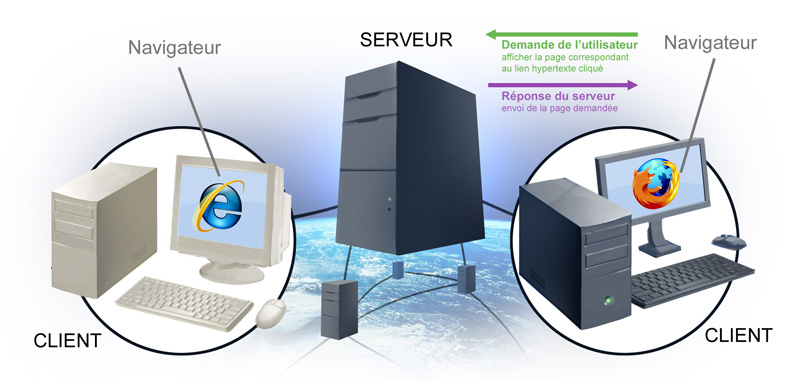 SERVEUR
Navigateur
Demande de l'utilisateur
afficher la page correspondant
au lien hypertexte cliqué
Navigateur
Réponse du serveur
envoi de la page demandée
CLIENT
CLIENT